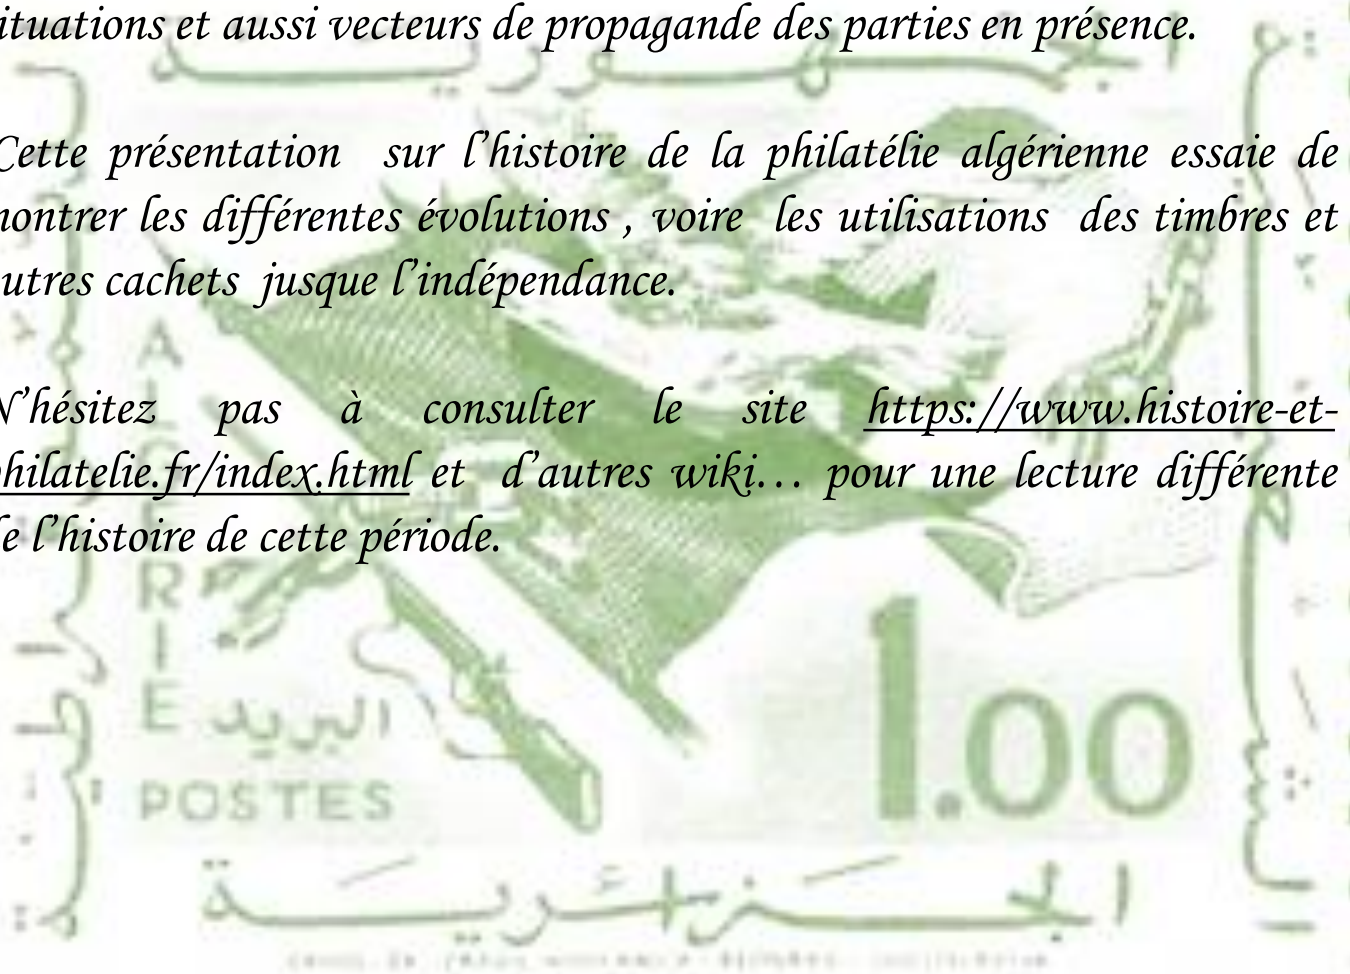 ituations et aussi vecteurs de propagande des parties en présence.
Cette présentation sur l’histoire de la philatélie algérienne essaie de
montrer les différentes évolutions , voire les utilisations des timbres et
utres cachets jusque l’indépendance.
N’hésitez pas à consulter le site https://www.histoire-et-
philatelie.fr/index.html et d’autres wiki… pour une lecture différente
de l’histoire de cette période.
ALGERIE
البريد
POSTES
1.00
الجزائرية